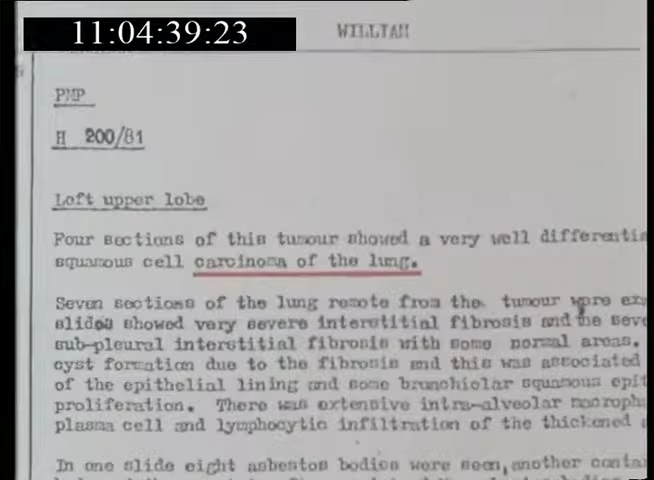 11:04:39:23
WILLIAM
PMP
H 200/81
Left upper lobe
Four sections of this tumour showed a very well differentia
squamous cell carcinoma of the lung.
Seven sections of the lung remote from the tumour were ex
slides showed very severe interstitial fibrosis and the seve
sub-pleural interstitial fibrosis with some normal areas.
cyst formation due to the fibrosis and this was associated
of the epithelial lining and some bronchiolar squamous epit
proliferation. There was extensive intra-alveolar macroph
plasma cell and lymphocytic infiltration of the thickened
In one slide eight asbestos bodies were seen, another conta